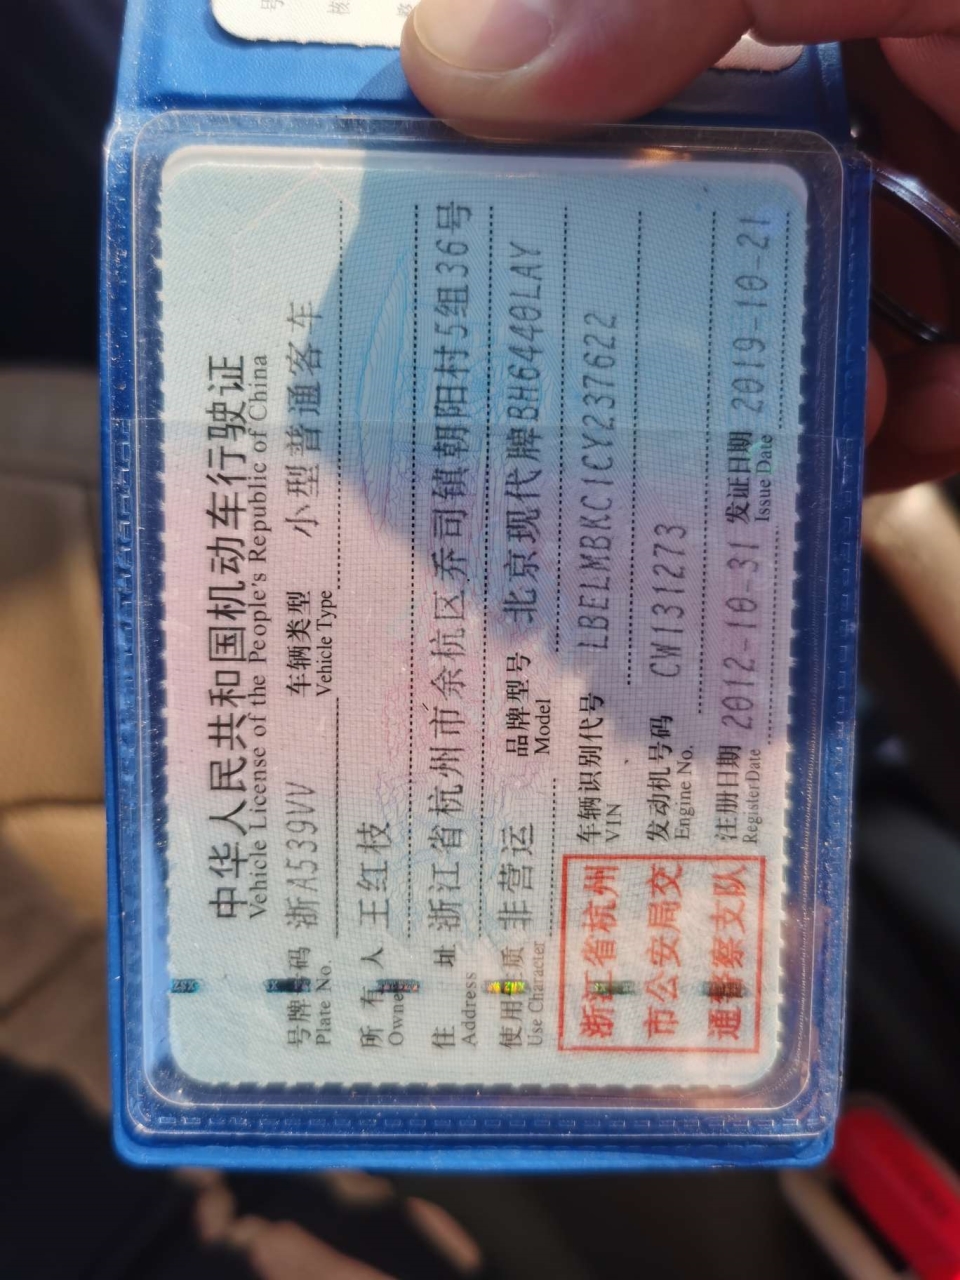 中华人民共和国机动车行驶证
Vehicle License of the People's Republic of China
号牌号码 浙A539VV 车辆类型 小型普通客车
Plate No. Vehicle Type
所有人 王红枝
Owner
住址 浙江省杭州市余杭区乔司镇朝阳村5组36号
Address
使用性质 非营运 品牌型号 北京现代牌BH6440LAY
Use Character Model
浙江省杭州
市公安局交
通警察支队
车辆识别代号 LBELMBKC1CY237622
VIN
发动机号码 CW131273
Engine No.
注册日期 2012-10-31 发证日期 2019-10-21
RegisterDate Issue Date